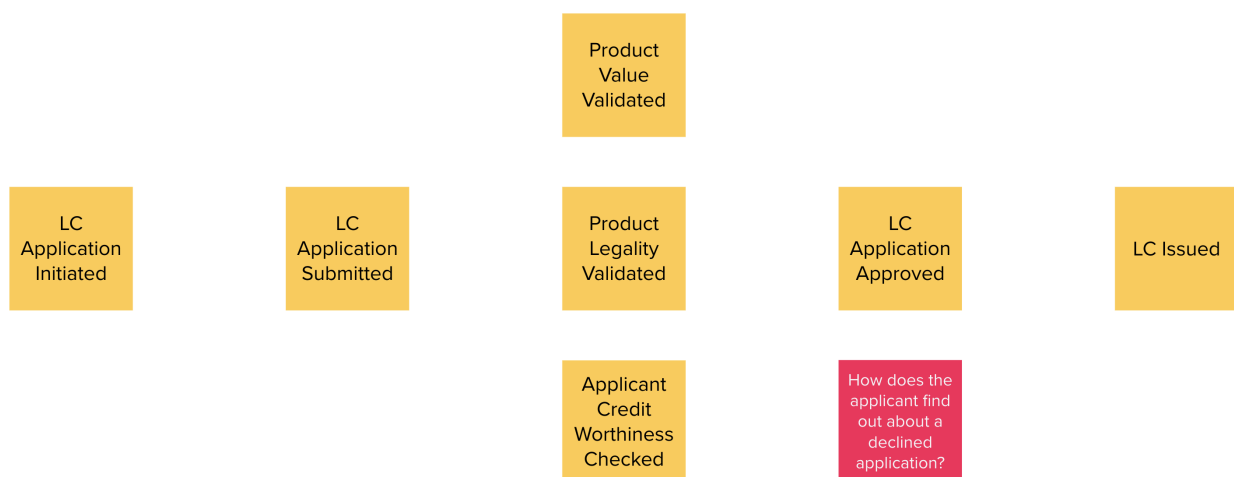 Product
Value
Validated
LC
Application
Initiated
LC
Application
Submitted
Product
Legality
Validated
LC
Application
Approved
LC Issued
Applicant
Credit
Worthiness
Checked
How does the
applicant find
out about a
declined
application?